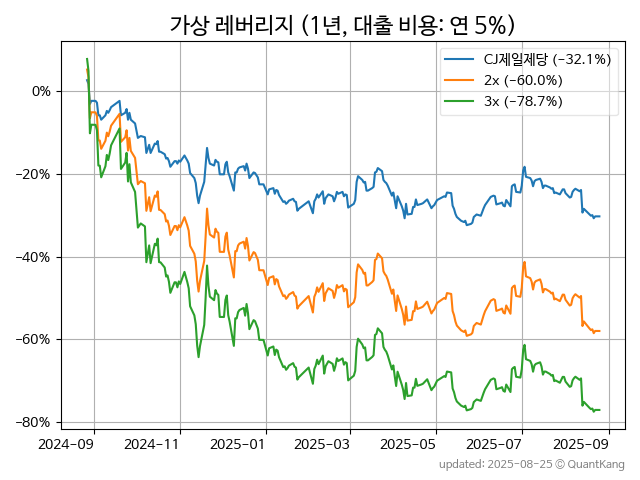 가상 레버리지 (1년, 대출 비용: 연 5%)
CJ제일제당 (-32.1%)
2x (-60.0%)
3x (-78.7%)
0%
-20%
-40%
-60%
-80%
2024-09 2024-11 2025-01 2025-03 2025-05 2025-07 2025-09
updated: 2025-08-25 © QuantKang